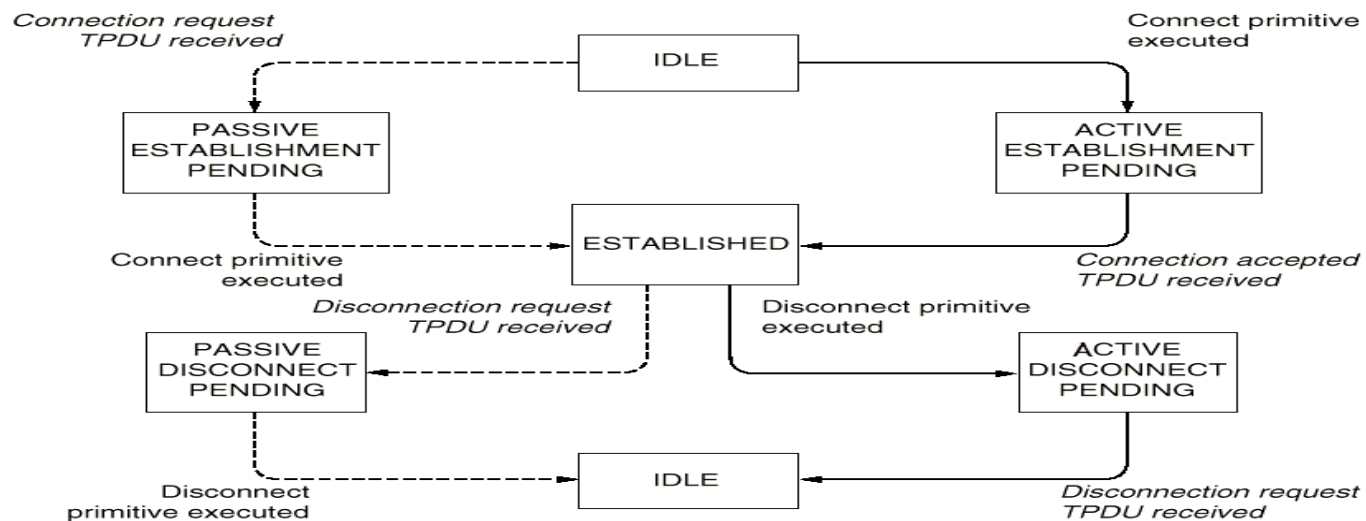 Connection request
TPDU received
IDLE
Connect primitive
executed
PASSIVE
ESTABLISHMENT
PENDING
ACTIVE
ESTABLISHMENT
PENDING
ESTABLISHED
Connect primitive
executed
Connection accepted
TPDU received
Disconnection request
TPDU received
Disconnect primitive
executed
PASSIVE
DISCONNECT
PENDING
ACTIVE
DISCONNECT
PENDING
IDLE
Disconnect
primitive executed
Disconnection request
TPDU received